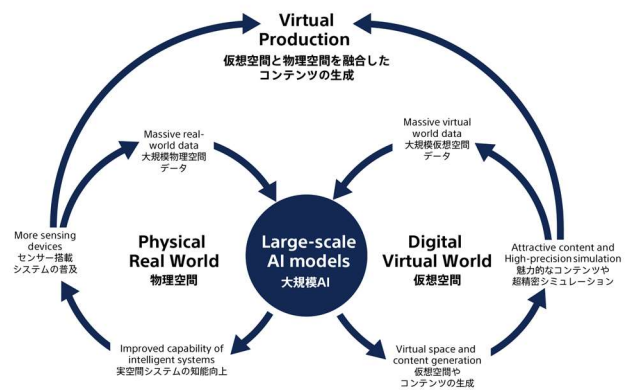 Virtual
Production
仮想空間と物理空間を融合した
コンテンツの生成
Massive real-
world data
大規模物理空間
データ
Massive virtual
world data
大規模仮想空間
データ
More sensing
devices
センサー搭載
システムの普及
Physical
Real World
物理空間
Large-scale
AI models
大規模AI
Digital
Virtual World
仮想空間
Attractive content and
High-precision simulation
魅力的なコンテンツや
超精密シミュレーション
Improved capability of
intelligent systems
実空間システムの知能向上
Virtual space and
content generation
仮想空間や
コンテンツの生成